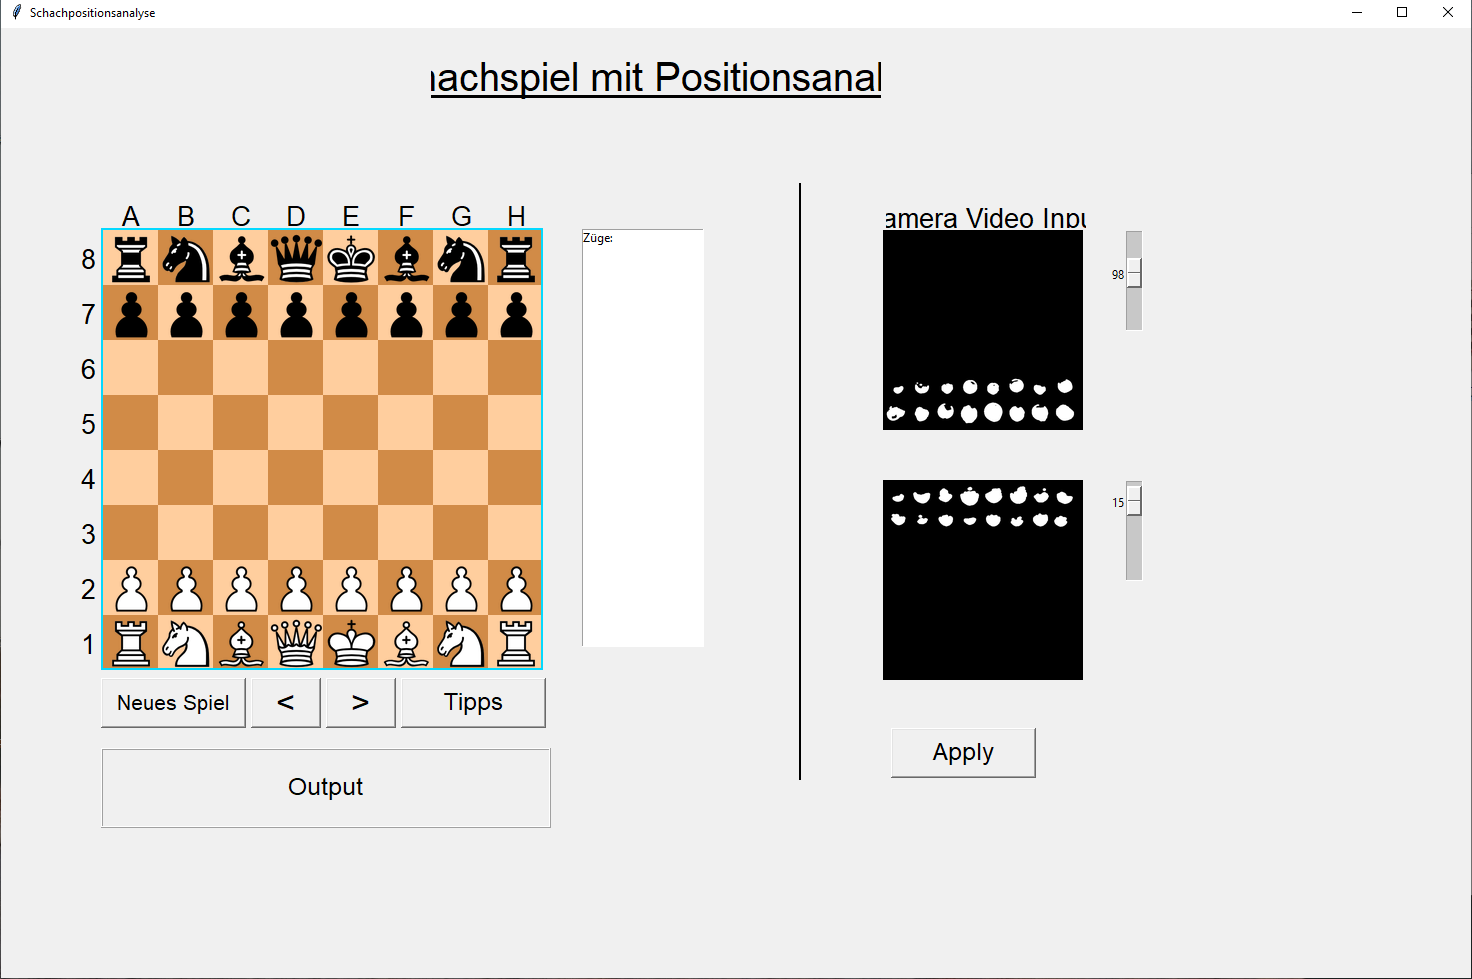 Schachpositionsanalyse
hachspiel mit Positionsanal
A B C D E F G H
8
7
6
5
4
3
2
1
Züge:
Neues Spiel < > Tipps
Output
amera Video Inpu
98
15
Apply